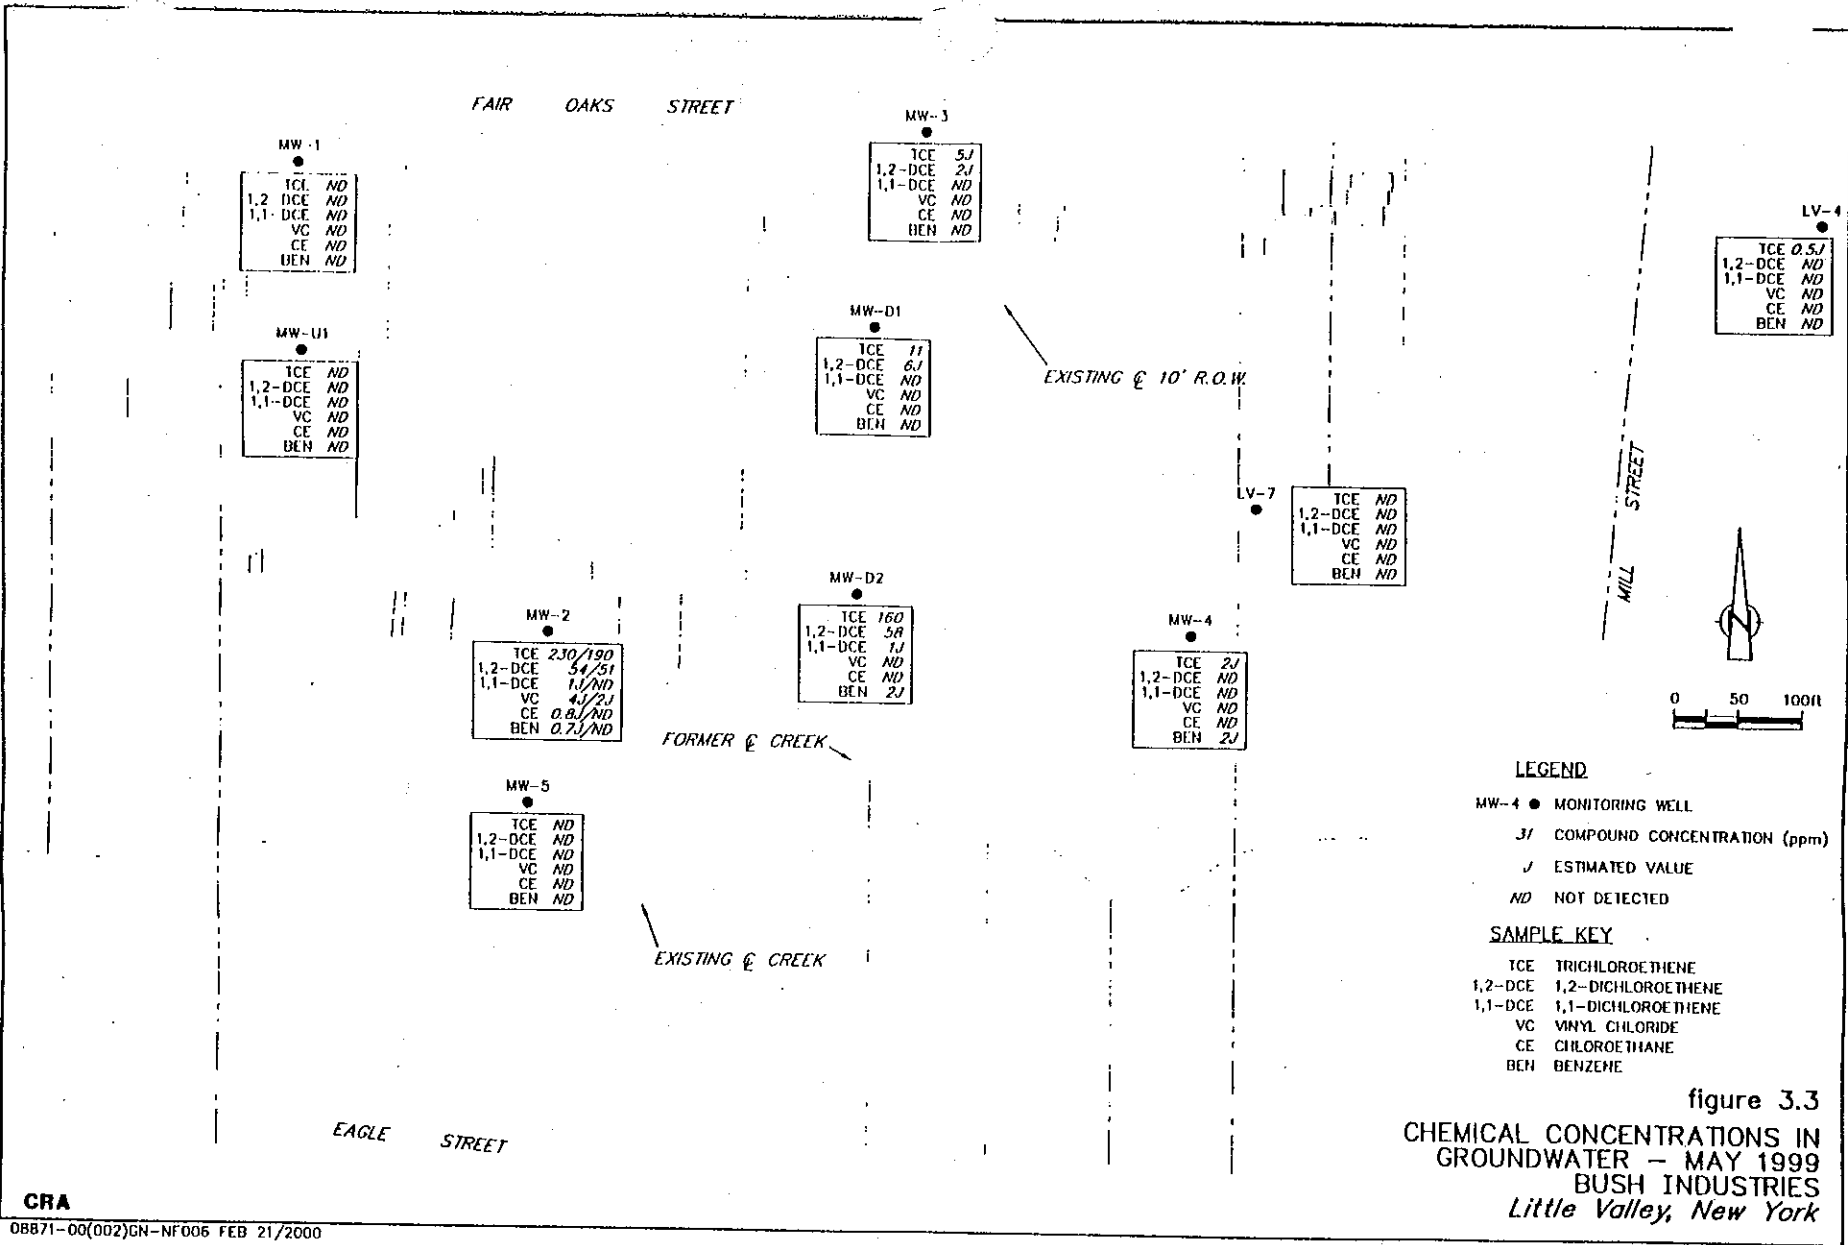 FAIR OAKS STREET
MW-1
TCE ND
1,2 DCE ND
1,1-DCE ND
VC ND
CE ND
BEN ND
MW-3
TCE 5J
1,2-DCE 2J
1,1-DCE ND
VC ND
CE ND
BEN ND
LV-4
TCE 0.5J
1,2-DCE ND
1,1-DCE ND
VC ND
CE ND
BEN ND
MW-U1
TCE ND
1,2-DCE ND
1,1-DCE ND
VC ND
CE ND
BEN ND
MW-D1
TCE 11
1,2-DCE 6J
1,1-DCE ND
VC ND
CE ND
BEN ND
EXISTING ℄ 10' R.O.W.
MILL STREET
LV-7
TCE ND
1,2-DCE ND
1,1-DCE ND
VC ND
CE ND
BEN ND
MW-2
TCE 230/190
1,2-DCE 54/51
1,1-DCE 1J/ND
VC 4J/2J
CE 0.8J/ND
BEN 0.7J/ND
MW-D2
TCE 160
1,2-DCE 58
1,1-DCE 1J
VC ND
CE ND
BEN 2J
MW-4
TCE 2J
1,2-DCE ND
1,1-DCE ND
VC ND
CE ND
BEN 2J
N
0 50 100ft
FORMER ℄ CREEK
MW-5
TCE ND
1,2-DCE ND
1,1-DCE ND
VC ND
CE ND
BEN ND
EXISTING ℄ CREEK
LEGEND
MW-4 ● MONITORING WELL
31 COMPOUND CONCENTRATION (ppm)
J ESTIMATED VALUE
ND NOT DETECTED
SAMPLE KEY
TCE TRICHLOROETHENE
1,2-DCE 1,2-DICHLOROETHENE
1,1-DCE 1,1-DICHLOROETHENE
VC VINYL CHLORIDE
CE CHLOROETHANE
BEN BENZENE
EAGLE STREET
figure 3.3
CHEMICAL CONCENTRATIONS IN
GROUNDWATER - MAY 1999
BUSH INDUSTRIES
Little Valley, New York
CRA
08871-00(002)GN-NF006 FEB 21/2000